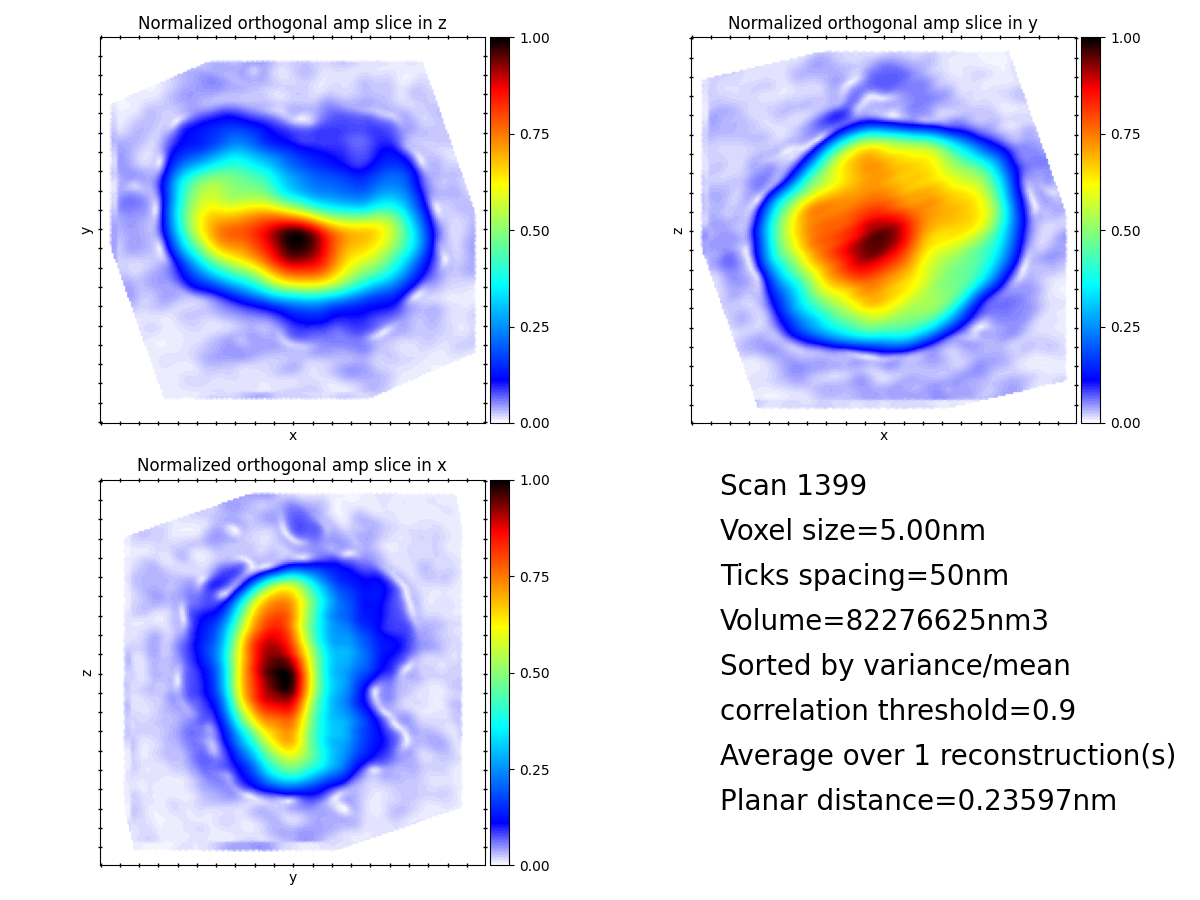 Normalized orthogonal amp slice in z
1.00
0.75
0.50
0.25
0.00
y
x
Normalized orthogonal amp slice in y
1.00
0.75
0.50
0.25
0.00
z
x
Normalized orthogonal amp slice in x
1.00
0.75
0.50
0.25
0.00
z
y
Scan 1399
Voxel size=5.00nm
Ticks spacing=50nm
Volume=82276625nm3
Sorted by variance/mean
correlation threshold=0.9
Average over 1 reconstruction(s)
Planar distance=0.23597nm